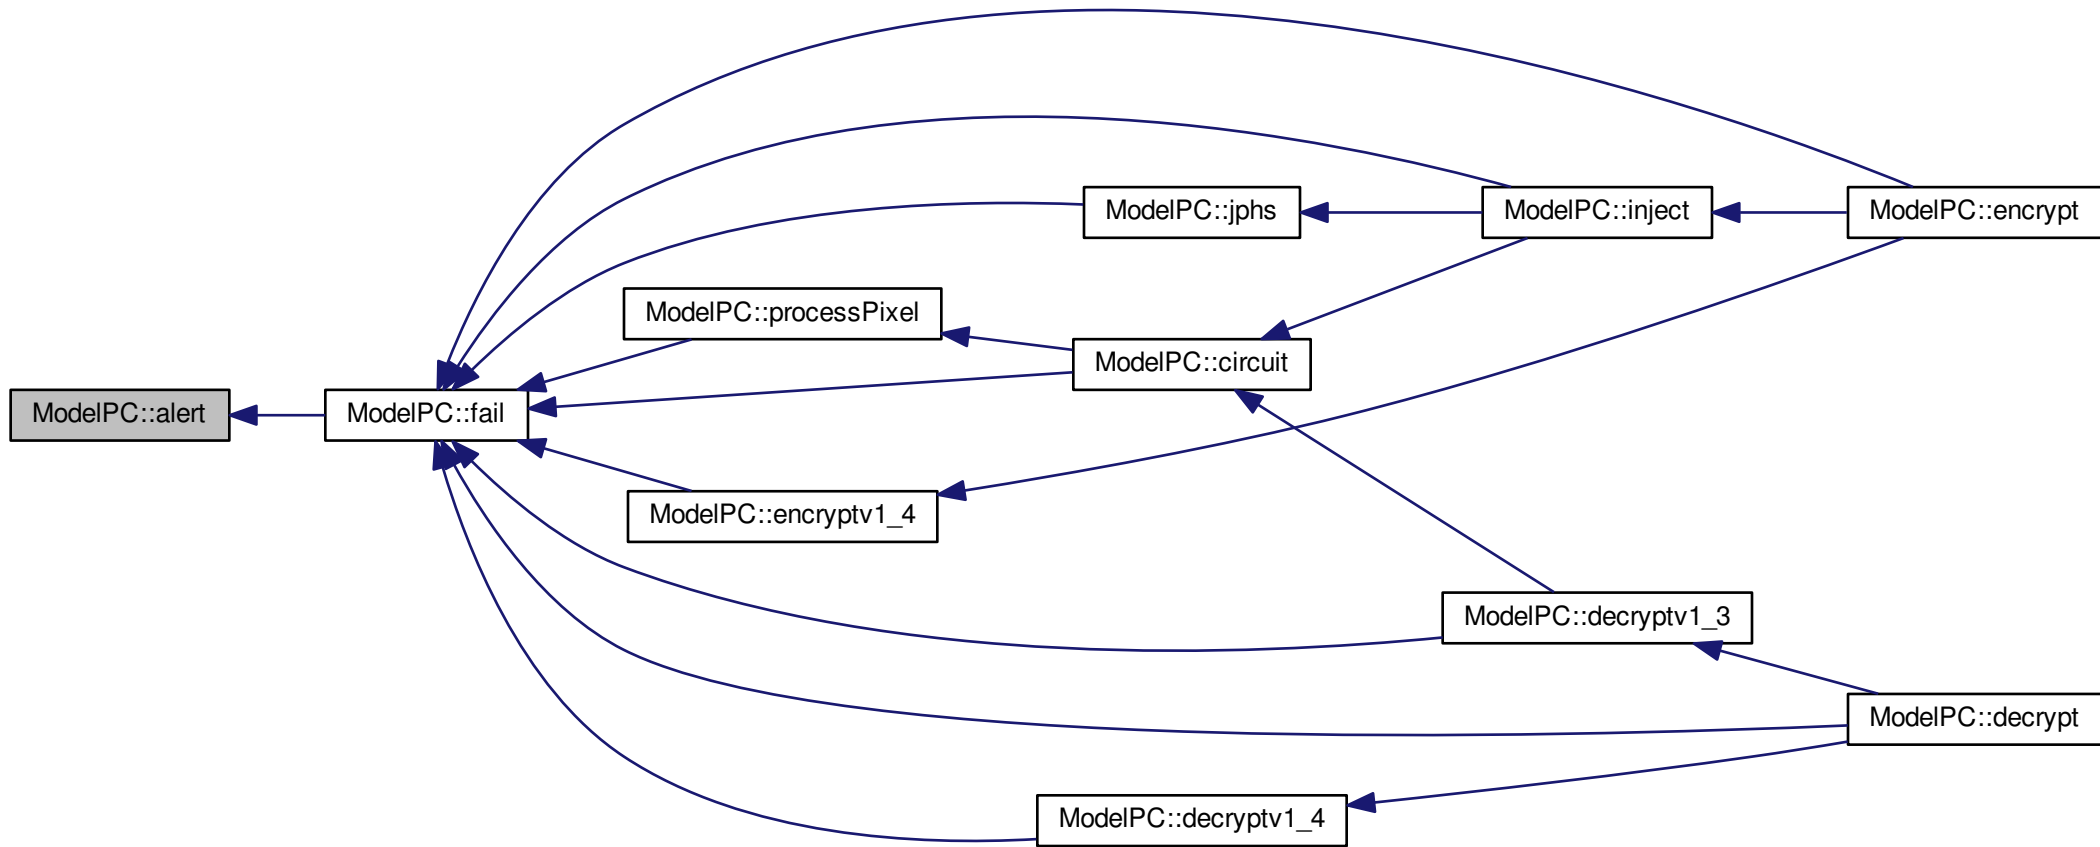 ModelPC::alert
ModelPC::fail
ModelPC::jphs
ModelPC::inject
ModelPC::encrypt
ModelPC::processPixel
ModelPC::circuit
ModelPC::encryptv1_4
ModelPC::decryptv1_3
ModelPC::decrypt
ModelPC::decryptv1_4